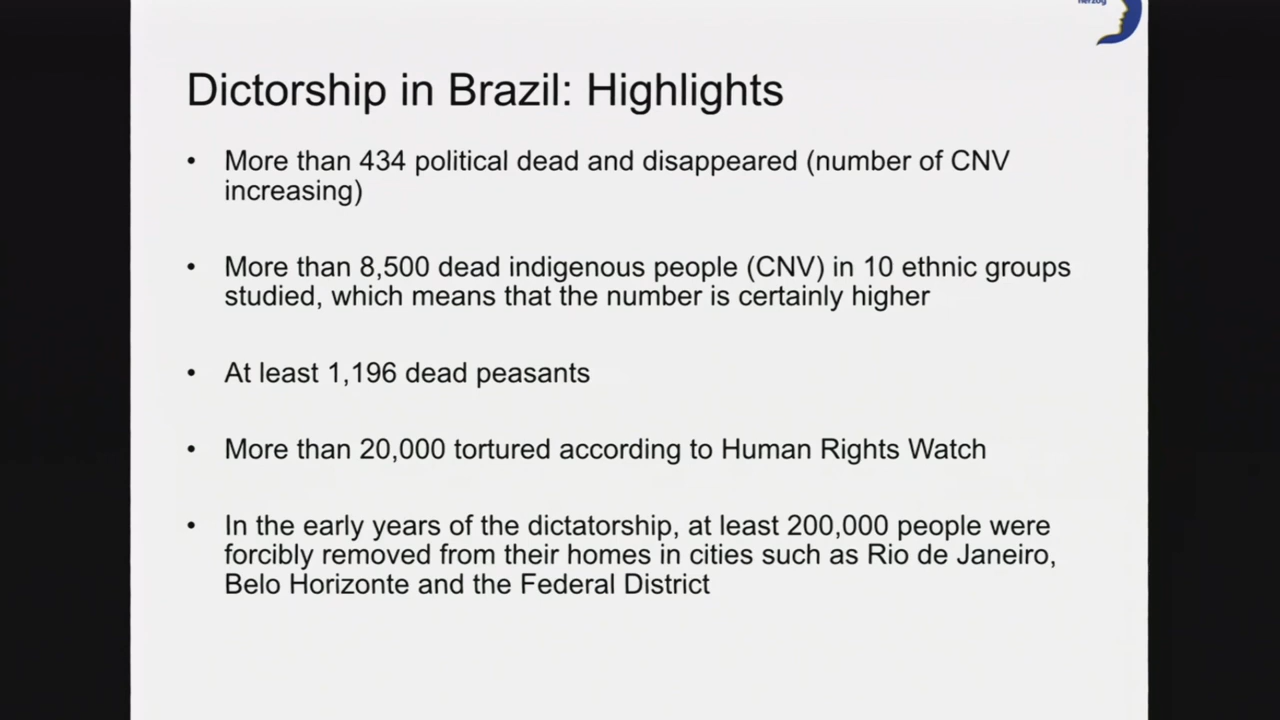 herzog
Dictorship in Brazil: Highlights
• More than 434 political dead and disappeared (number of CNV
increasing)
• More than 8,500 dead indigenous people (CNV) in 10 ethnic groups
studied, which means that the number is certainly higher
• At least 1,196 dead peasants
• More than 20,000 tortured according to Human Rights Watch
• In the early years of the dictatorship, at least 200,000 people were
forcibly removed from their homes in cities such as Rio de Janeiro,
Belo Horizonte and the Federal District